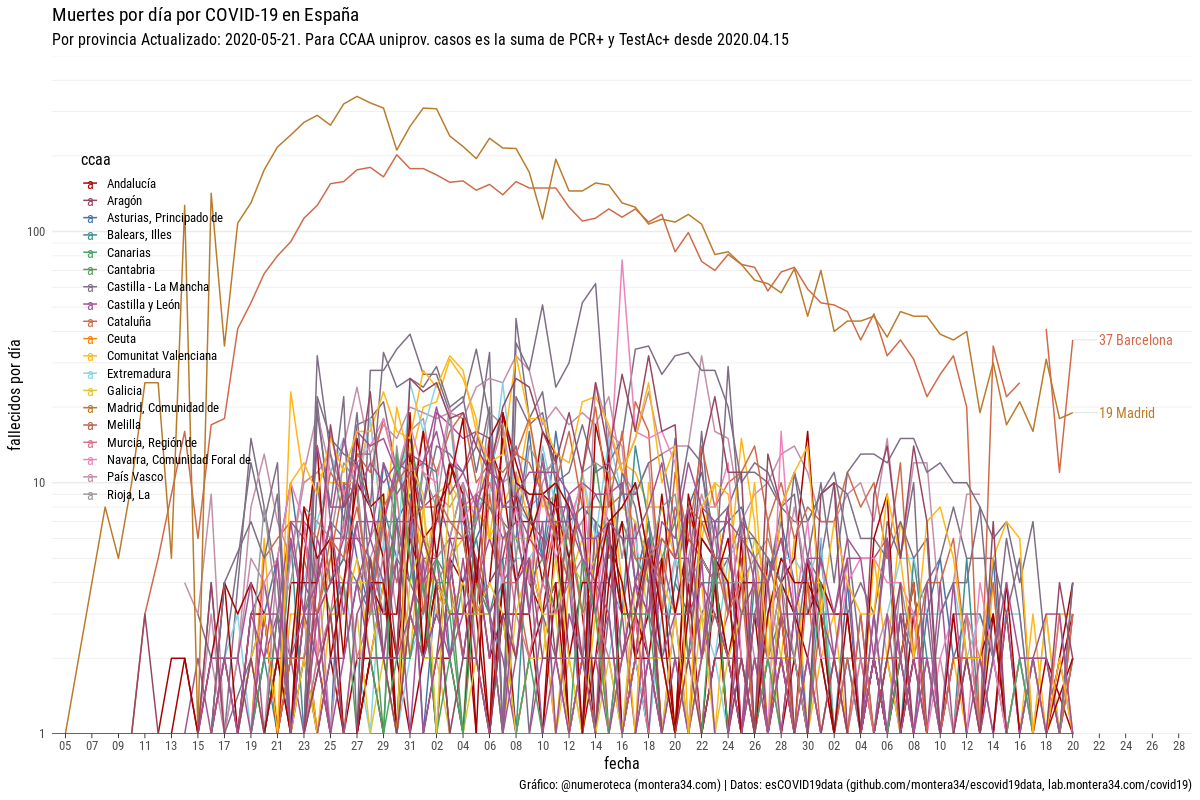 Muertes por día por COVID-19 en España
Por provincia Actualizado: 2020-05-21. Para CCAA uniprov. casos es la suma de PCR+ y TestAc+ desde 2020.04.15
fallecidos por día
100
10
1
ccaa
Andalucía
Aragón
Asturias, Principado de
Balears, Illes
Canarias
Cantabria
Castilla - La Mancha
Castilla y León
Cataluña
Ceuta
Comunitat Valenciana
Extremadura
Galicia
Madrid, Comunidad de
Melilla
Murcia, Región de
Navarra, Comunidad Foral de
País Vasco
Rioja, La
37 Barcelona
19 Madrid
05 07 09 11 13 15 17 19 21 23 25 27 29 31 02 04 06 08 10 12 14 16 18 20 22 24 26 28 30 02 04 06 08 10 12 14 16 18 20 22 24 26 28
fecha
Gráfico: @numeroteca (montera34.com) | Datos: esCOVID19data (github.com/montera34/escovid19data, lab.montera34.com/covid19)